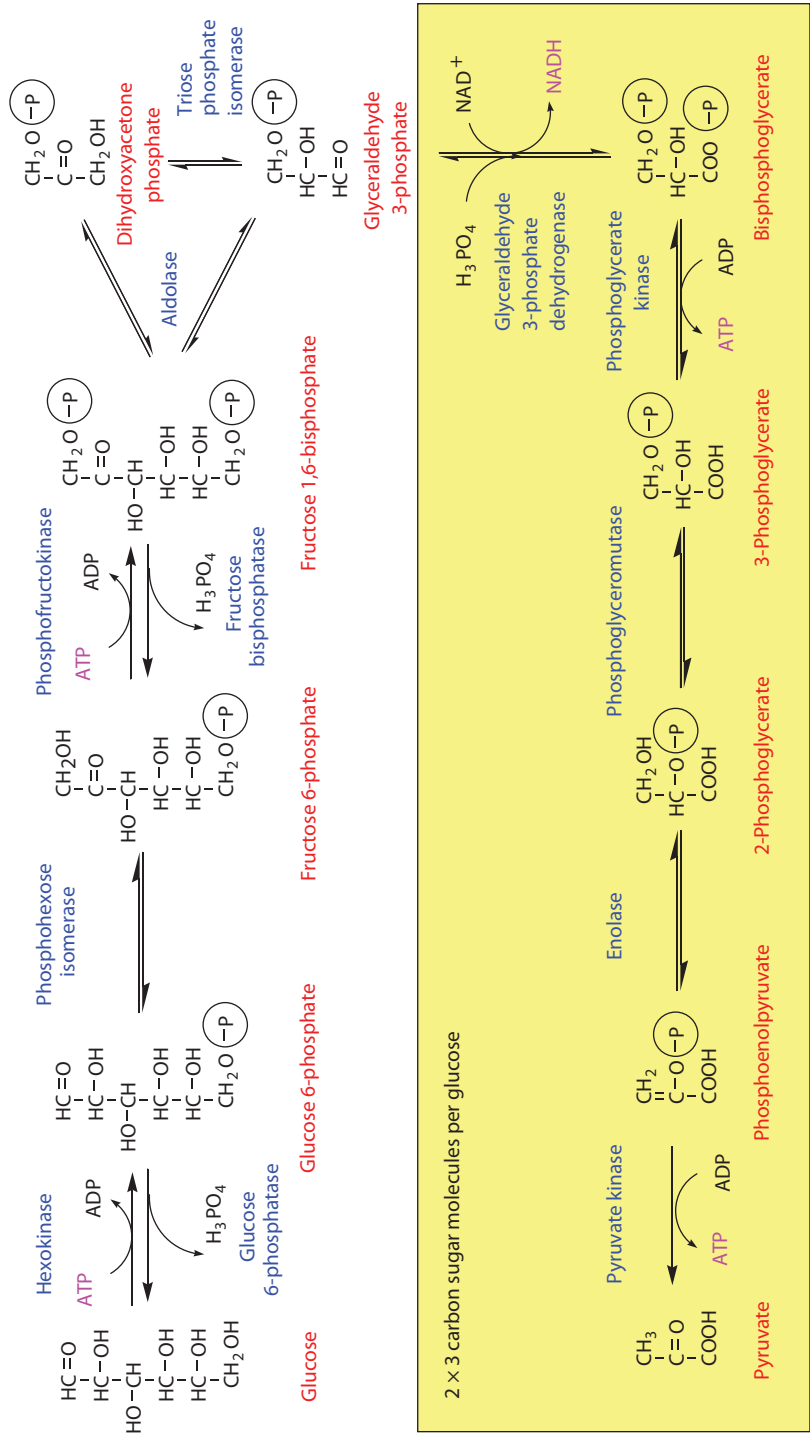 HC=O
HC–OH
HO–CH
HC–OH
HC–OH
CH2OH
Glucose
Hexokinase
ATP
ADP
H3PO4
Glucose
6-phosphatase
HC=O
HC–OH
HO–CH
HC–OH
HC–OH
CH2O–P
Glucose 6-phosphate
Phosphohexose
isomerase
CH2OH
C=O
HO–CH
HC–OH
HC–OH
CH2O–P
Fructose 6-phosphate
Phosphofructokinase
ATP
ADP
H3PO4
Fructose
bisphosphatase
CH2O–P
C=O
HO–CH
HC–OH
HC–OH
CH2O–P
Fructose 1,6-bisphosphate
Aldolase
CH2O–P
C=O
CH2OH
Dihydroxyacetone
phosphate
Triose
phosphate
isomerase
CH2O–P
HC–OH
HC=O
Glyceraldehyde
3-phosphate
2 × 3 carbon sugar molecules per glucose
H3PO4
NAD+
NADH
Glyceraldehyde
3-phosphate
dehydrogenase
CH2O–P
HC–OH
COO–P
Bisphosphoglycerate
Phosphoglycerate
kinase
ATP
ADP
CH2O–P
HC–OH
COOH
3-Phosphoglycerate
Phosphoglyceromutase
CH2OH
HC–O–P
COOH
2-Phosphoglycerate
Enolase
CH2
C–O–P
COOH
Phosphoenolpyruvate
Pyruvate kinase
ATP
ADP
CH3
C=O
COOH
Pyruvate